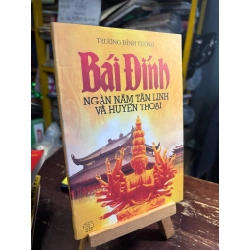 TRƯƠNG ĐÌNH TƯỞNG
Bái Đính
NGÀN NĂM TÂM LINH
VÀ HUYỀN THOẠI